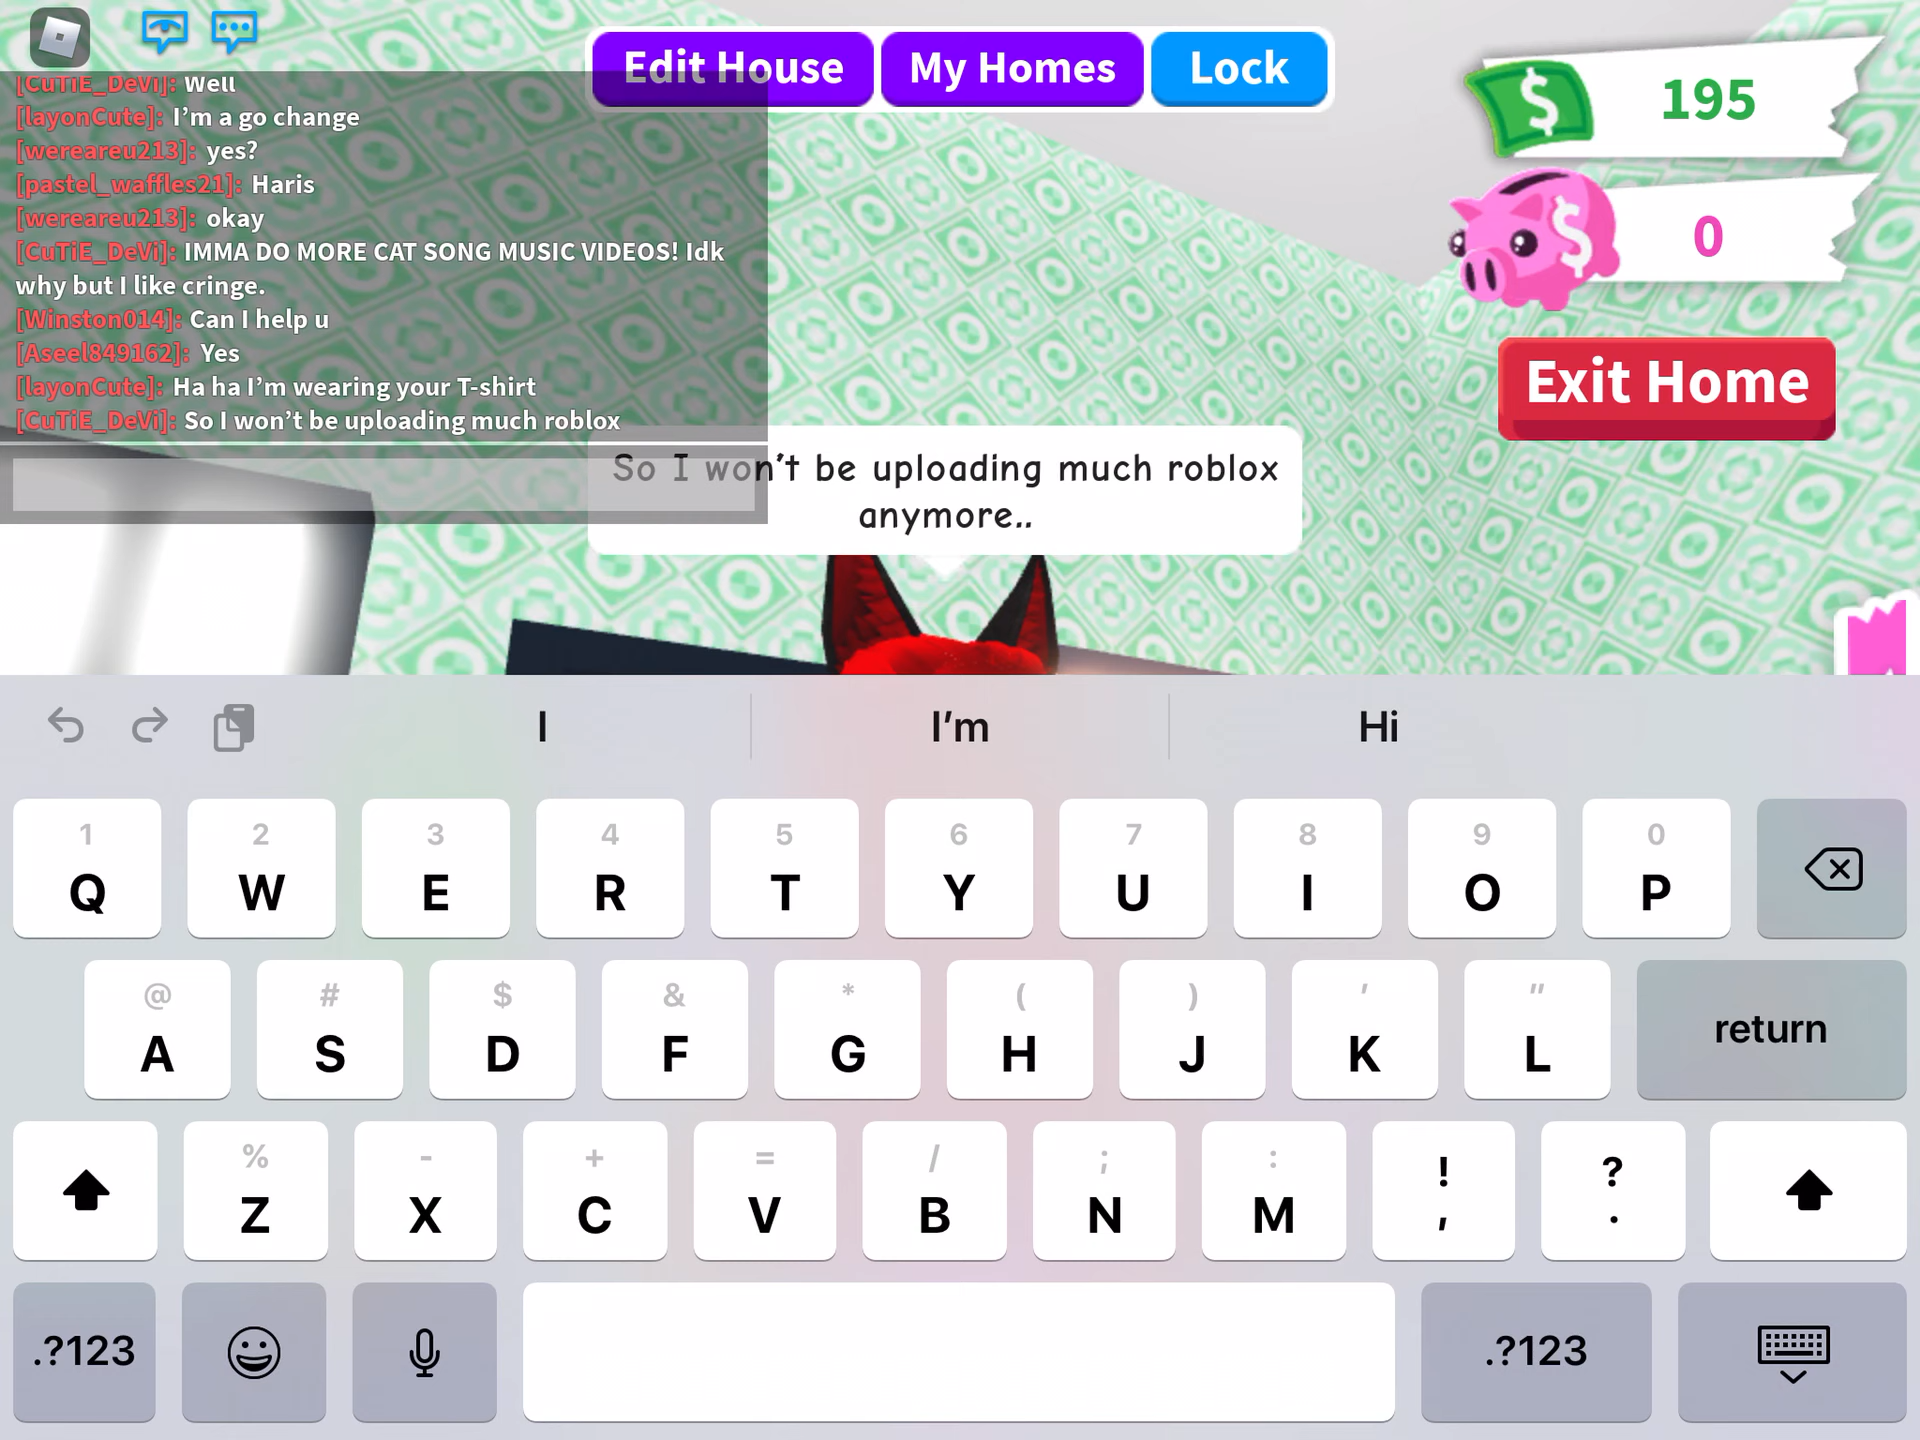 Edit House My Homes Lock
195
0
Exit Home
[CuTiE_DeVi]: Well
[layonCute]: I'm a go change
[wereareu213]: yes?
[pastel_waffles21]: Haris
[wereareu213]: okay
[CuTiE_DeVi]: IMMA DO MORE CAT SONG MUSIC VIDEOS! Idk
why but I like cringe.
[Winston014]: Can I help u
[Aseel849162]: Yes
[layonCute]: Ha ha I'm wearing your T-shirt
[CuTiE_DeVi]: So I won't be uploading much roblox
So I won't be uploading much roblox
anymore..
I I'm Hi
1 2 3 4 5 6 7 8 9 0
Q W E R T Y U I O P
@ # $ & * ( ) ' "
A S D F G H J K L return
% - + = / ; : ! ?
Z X C V B N M , .
.?123 .?123